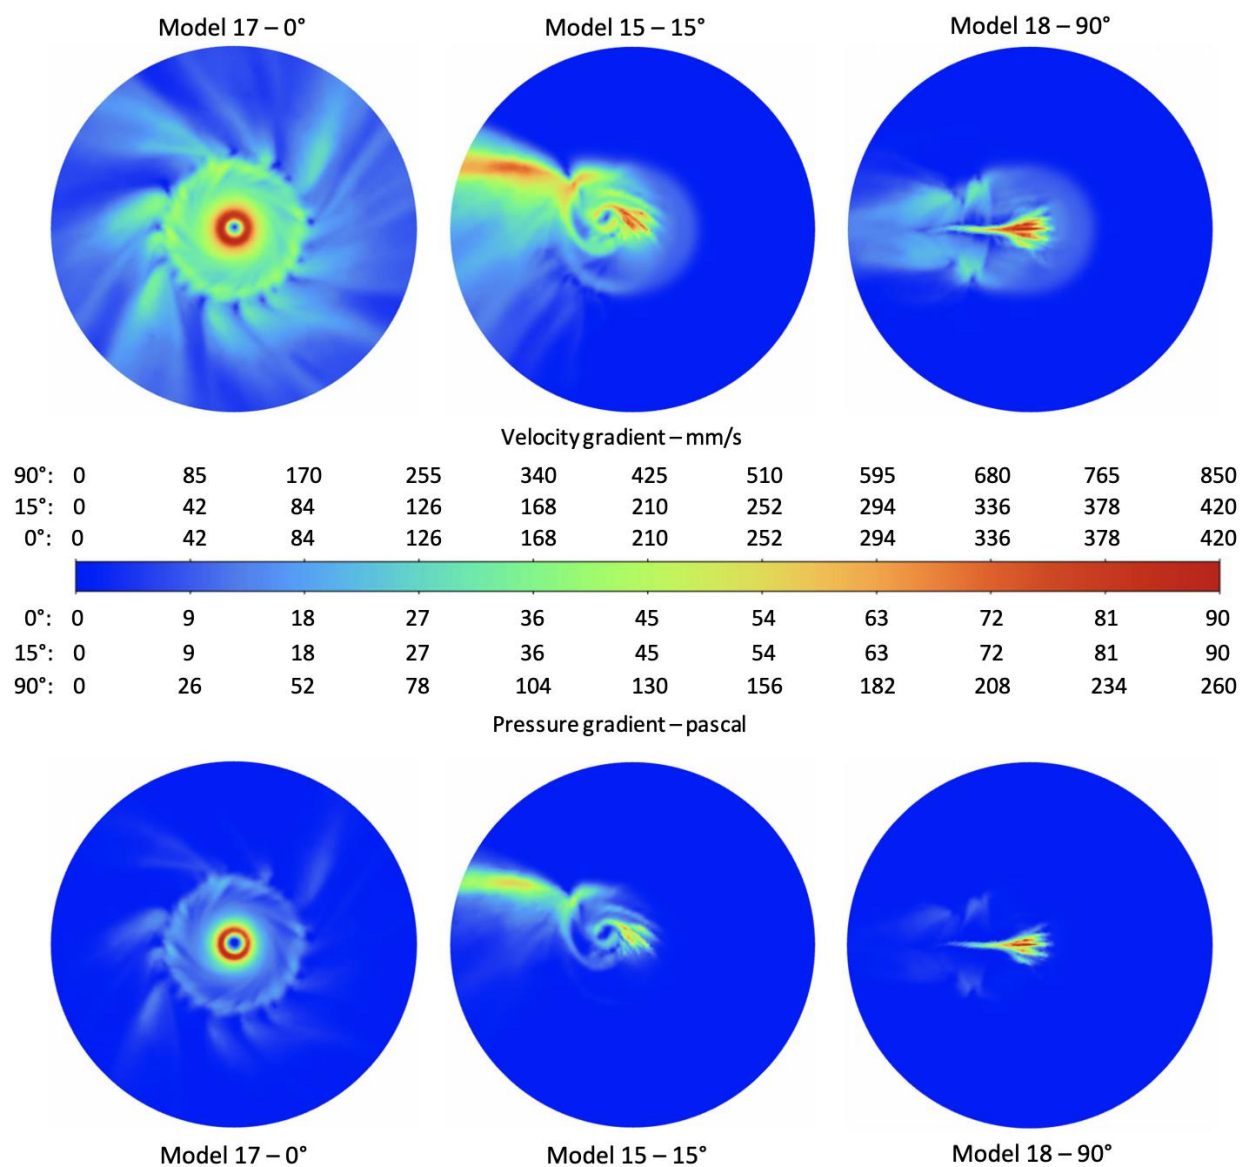 Model 17 – 0° Model 15 – 15° Model 18 – 90°
Velocity gradient – mm/s
90°: 0 85 170 255 340 425 510 595 680 765 850
15°: 0 42 84 126 168 210 252 294 336 378 420
0°: 0 42 84 126 168 210 252 294 336 378 420
0°: 0 9 18 27 36 45 54 63 72 81 90
15°: 0 9 18 27 36 45 54 63 72 81 90
90°: 0 26 52 78 104 130 156 182 208 234 260
Pressure gradient – pascal
Model 17 – 0° Model 15 – 15° Model 18 – 90°